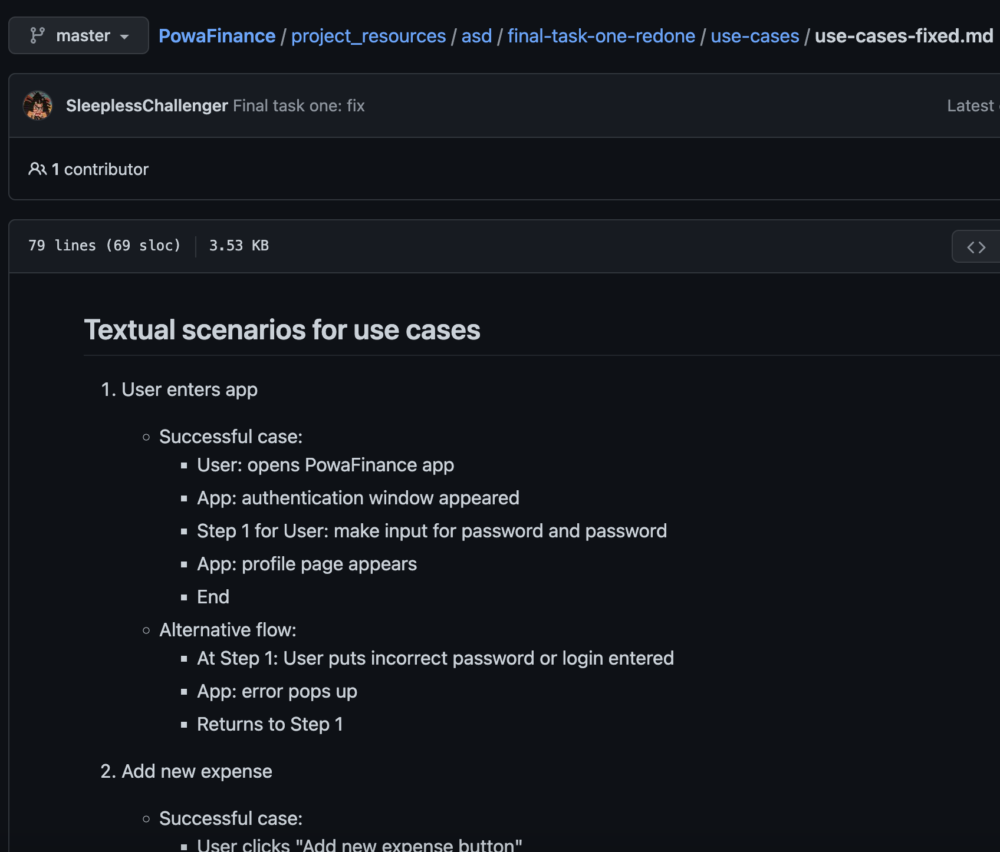 master PowaFinance / project_resources / asd / final-task-one-redone / use-cases / use-cases-fixed.md
SleeplessChallenger Final task one: fix Latest
1 contributor
79 lines (69 sloc) 3.53 KB <>
Textual scenarios for use cases
1. User enters app
Successful case:
User: opens PowaFinance app
App: authentication window appeared
Step 1 for User: make input for password and password
App: profile page appears
End
Alternative flow:
At Step 1: User puts incorrect password or login entered
App: error pops up
Returns to Step 1
2. Add new expense
Successful case:
User clicks "Add new expense button"